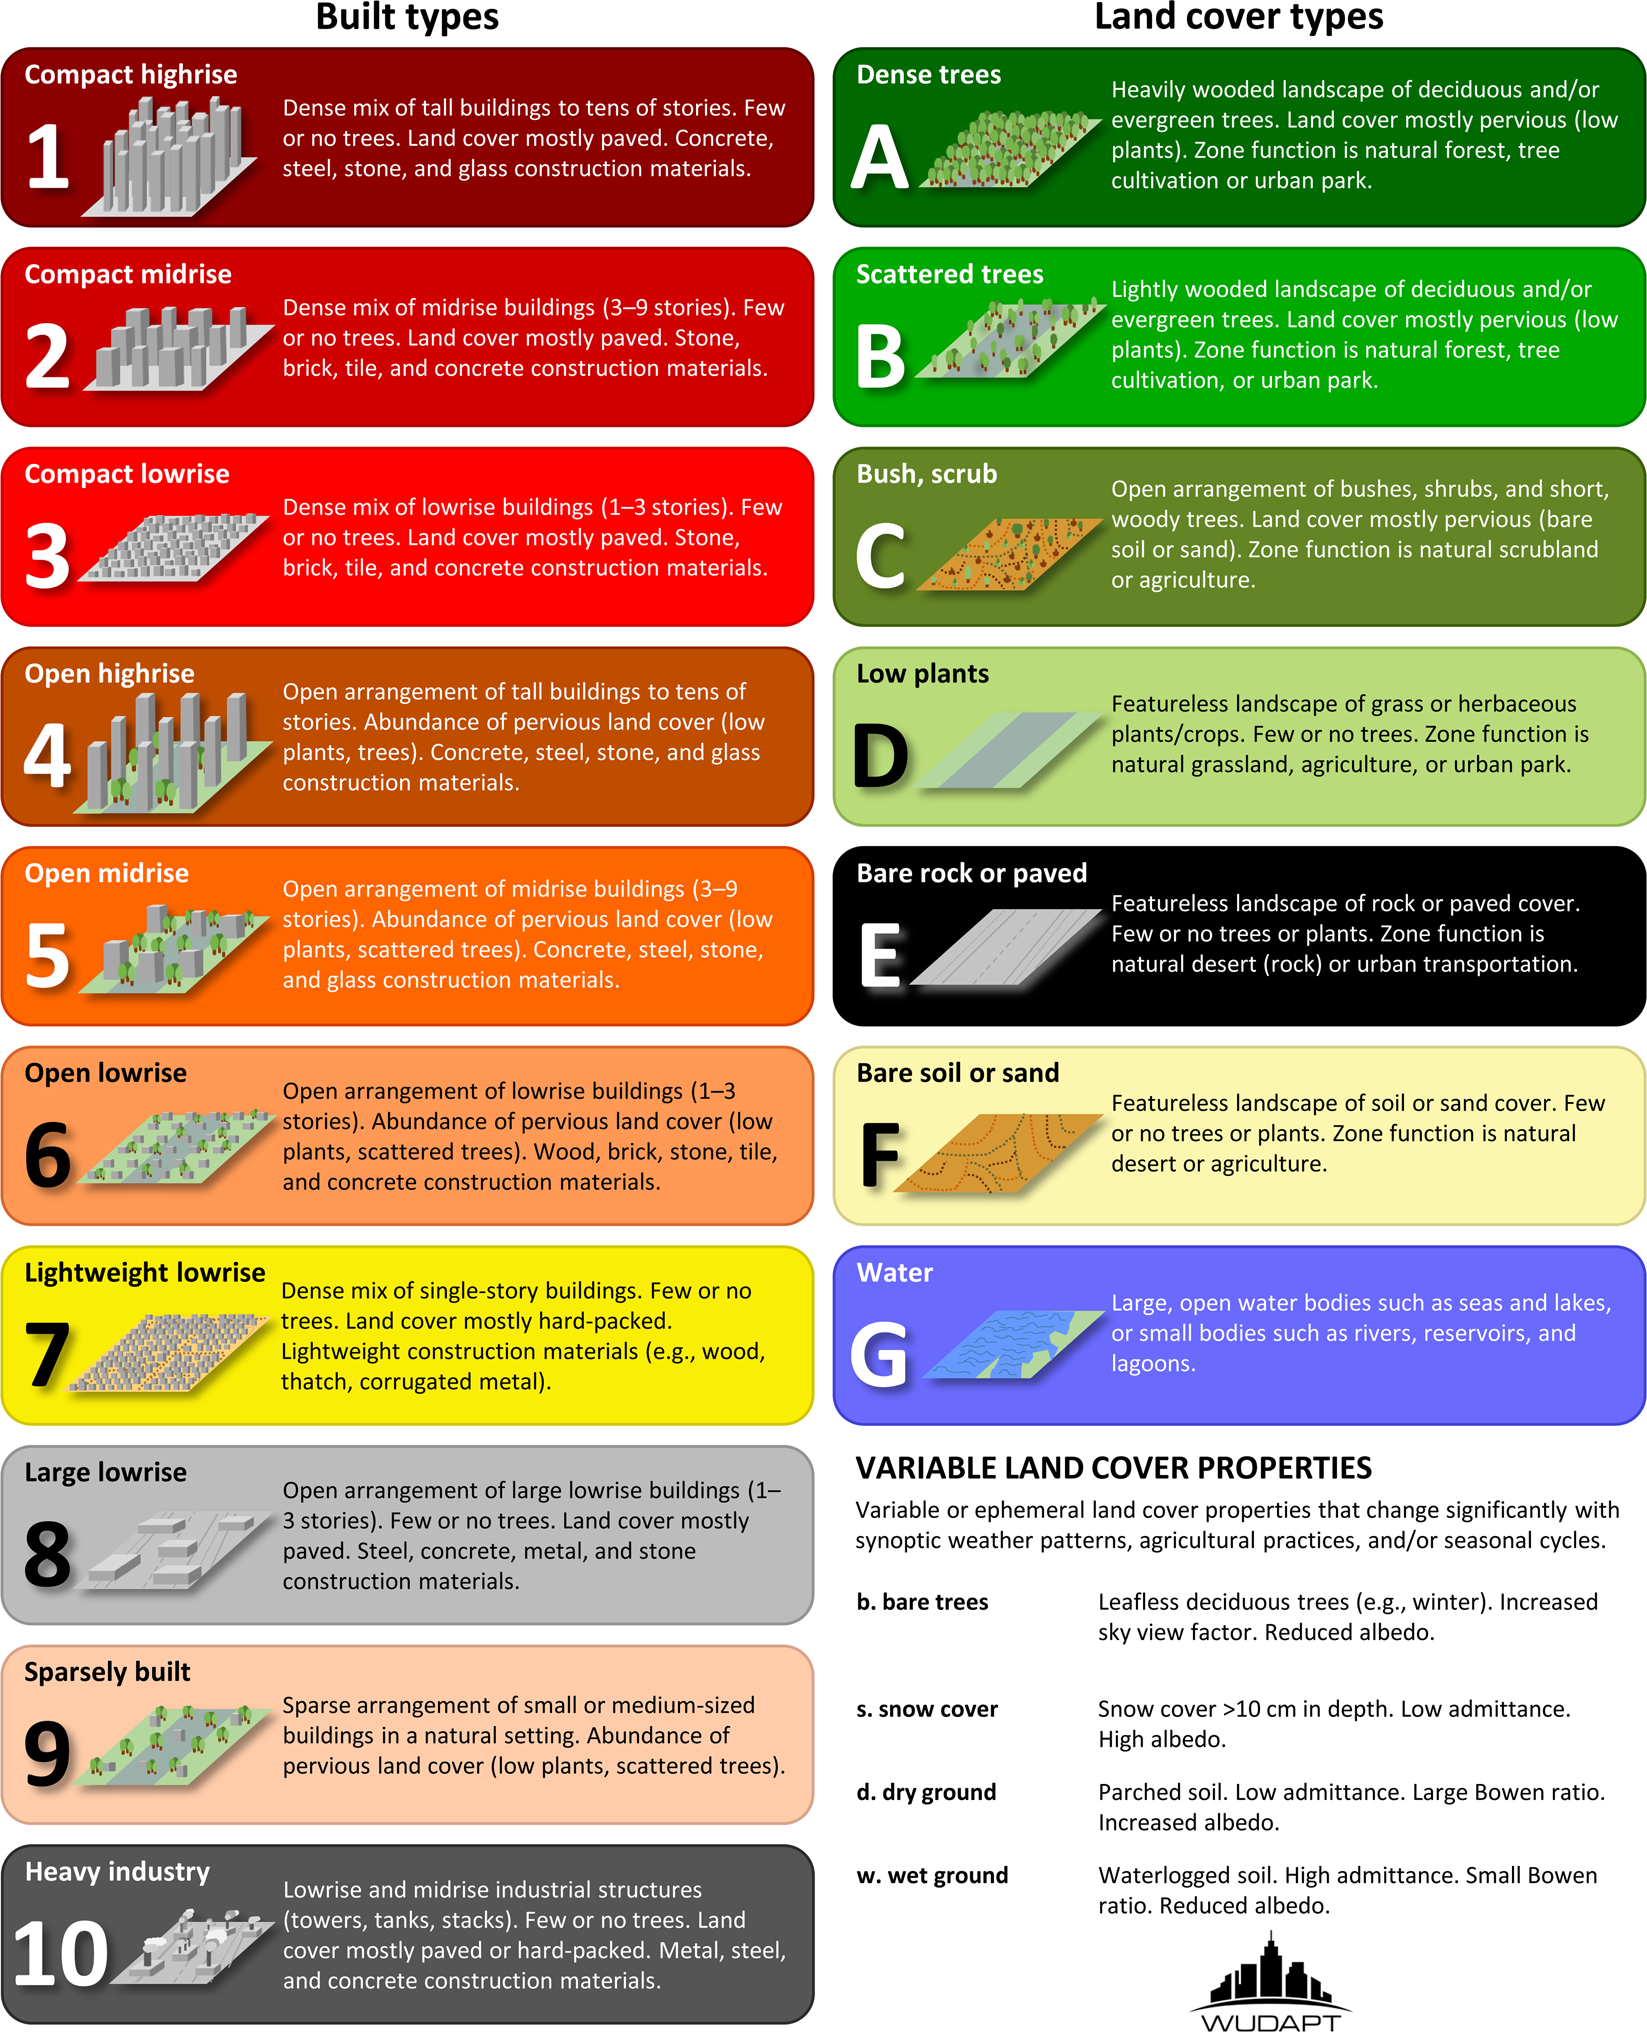 Built types
Compact highrise
1
Dense mix of tall buildings to tens of stories. Few
or no trees. Land cover mostly paved. Concrete,
steel, stone, and glass construction materials.
Compact midrise
2
Dense mix of midrise buildings (3–9 stories). Few
or no trees. Land cover mostly paved. Stone,
brick, tile, and concrete construction materials.
Compact lowrise
3
Dense mix of lowrise buildings (1–3 stories). Few
or no trees. Land cover mostly paved. Stone,
brick, tile, and concrete construction materials.
Open highrise
4
Open arrangement of tall buildings to tens of
stories. Abundance of pervious land cover (low
plants, trees). Concrete, steel, stone, and glass
construction materials.
Open midrise
5
Open arrangement of midrise buildings (3–9
stories). Abundance of pervious land cover (low
plants, scattered trees). Concrete, steel, stone,
and glass construction materials.
Open lowrise
6
Open arrangement of lowrise buildings (1–3
stories). Abundance of pervious land cover (low
plants, scattered trees). Wood, brick, stone, tile,
and concrete construction materials.
Lightweight lowrise
7
Dense mix of single-story buildings. Few or no
trees. Land cover mostly hard-packed.
Lightweight construction materials (e.g., wood,
thatch, corrugated metal).
Large lowrise
8
Open arrangement of large lowrise buildings (1–
3 stories). Few or no trees. Land cover mostly
paved. Steel, concrete, metal, and stone
construction materials.
Sparsely built
9
Sparse arrangement of small or medium-sized
buildings in a natural setting. Abundance of
pervious land cover (low plants, scattered trees).
Heavy industry
10
Lowrise and midrise industrial structures
(towers, tanks, stacks). Few or no trees. Land
cover mostly paved or hard-packed. Metal, steel,
and concrete construction materials.
Land cover types
Dense trees
A
Heavily wooded landscape of deciduous and/or
evergreen trees. Land cover mostly pervious (low
plants). Zone function is natural forest, tree
cultivation or urban park.
Scattered trees
B
Lightly wooded landscape of deciduous and/or
evergreen trees. Land cover mostly pervious (low
plants). Zone function is natural forest, tree
cultivation, or urban park.
Bush, scrub
C
Open arrangement of bushes, shrubs, and short,
woody trees. Land cover mostly pervious (bare
soil or sand). Zone function is natural scrubland
or agriculture.
Low plants
D
Featureless landscape of grass or herbaceous
plants/crops. Few or no trees. Zone function is
natural grassland, agriculture, or urban park.
Bare rock or paved
E
Featureless landscape of rock or paved cover.
Few or no trees or plants. Zone function is
natural desert (rock) or urban transportation.
Bare soil or sand
F
Featureless landscape of soil or sand cover. Few
or no trees or plants. Zone function is natural
desert or agriculture.
Water
G
Large, open water bodies such as seas and lakes,
or small bodies such as rivers, reservoirs, and
lagoons.
VARIABLE LAND COVER PROPERTIES
Variable or ephemeral land cover properties that change significantly with
synoptic weather patterns, agricultural practices, and/or seasonal cycles.
b. bare trees
Leafless deciduous trees (e.g., winter). Increased
sky view factor. Reduced albedo.
s. snow cover
Snow cover >10 cm in depth. Low admittance.
High albedo.
d. dry ground
Parched soil. Low admittance. Large Bowen ratio.
Increased albedo.
w. wet ground
Waterlogged soil. High admittance. Small Bowen
ratio. Reduced albedo.
WUDAPT